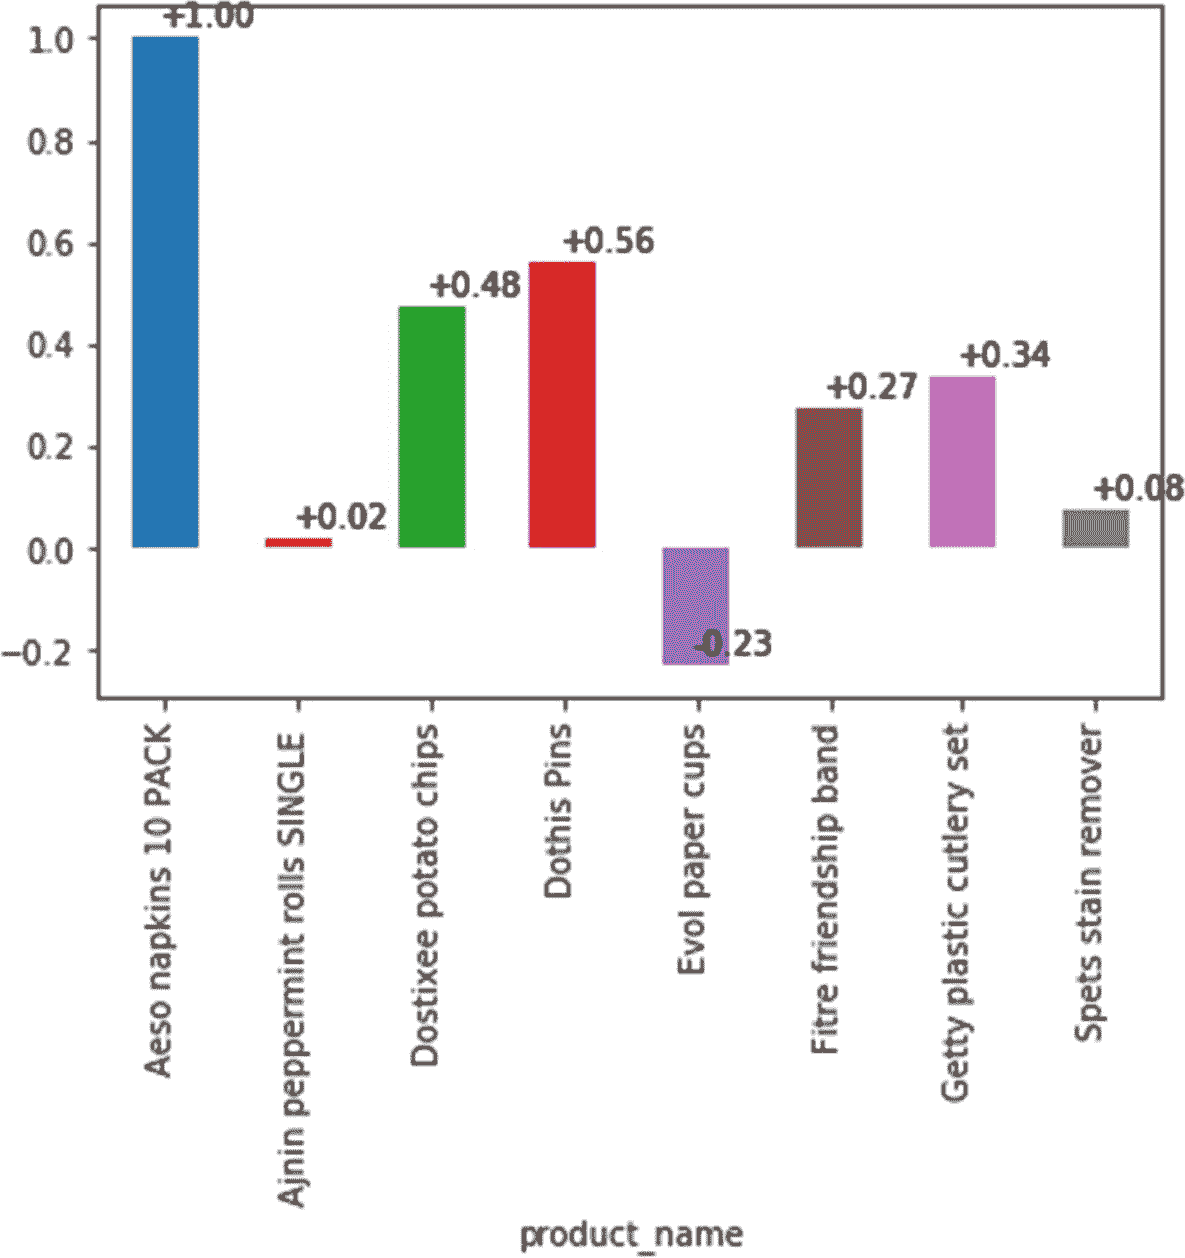 +1.00
1.0
0.8
0.6
0.4
0.2
0.0
−0.2
+0.02
+0.48
+0.56
-0.23
+0.27
+0.34
+0.08
Aeso napkins 10 PACK
Ajnin peppermint rolls SINGLE
Dostixee potato chips
Dothis Pins
Evol paper cups
Fitre friendship band
Getty plastic cutlery set
Spets stain remover
product_name